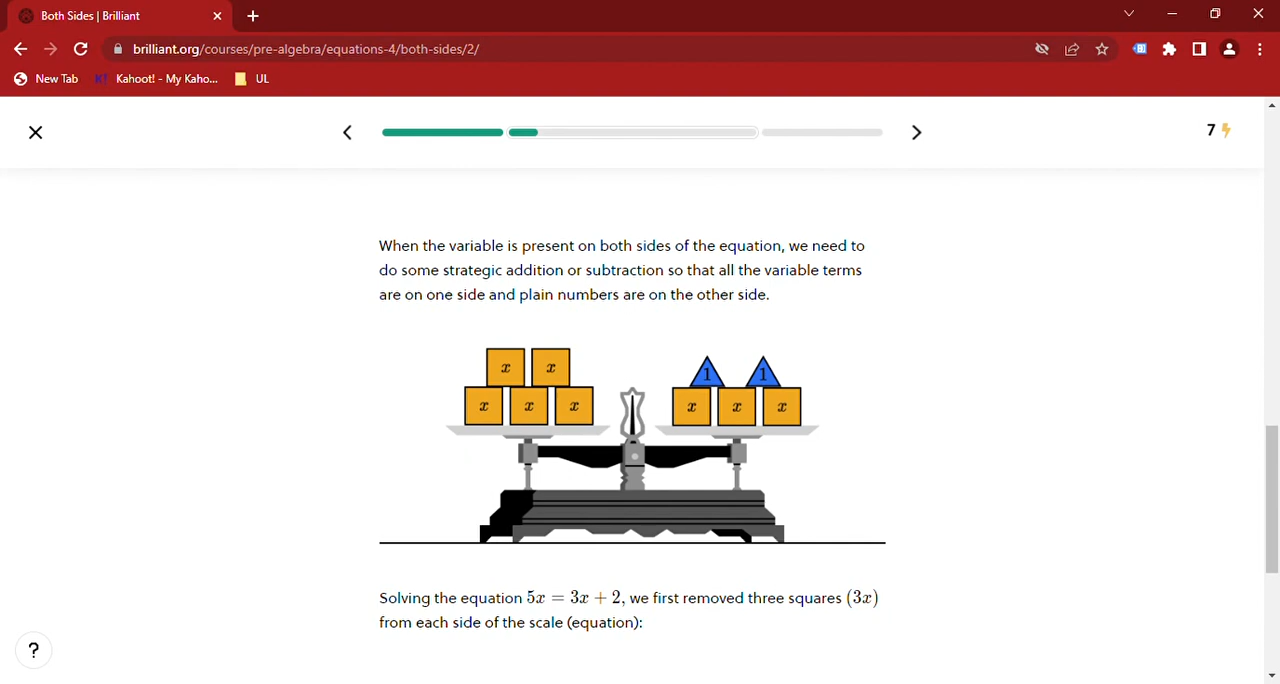 Both Sides | Brilliant
brilliant.org/courses/pre-algebra/equations-4/both-sides/2/
New Tab K! Kahoot! - My Kaho... UL
7
When the variable is present on both sides of the equation, we need to
do some strategic addition or subtraction so that all the variable terms
are on one side and plain numbers are on the other side.
x x 1 1
x x x x x x
Solving the equation 5x = 3x + 2, we first removed three squares (3x)
from each side of the scale (equation):
?